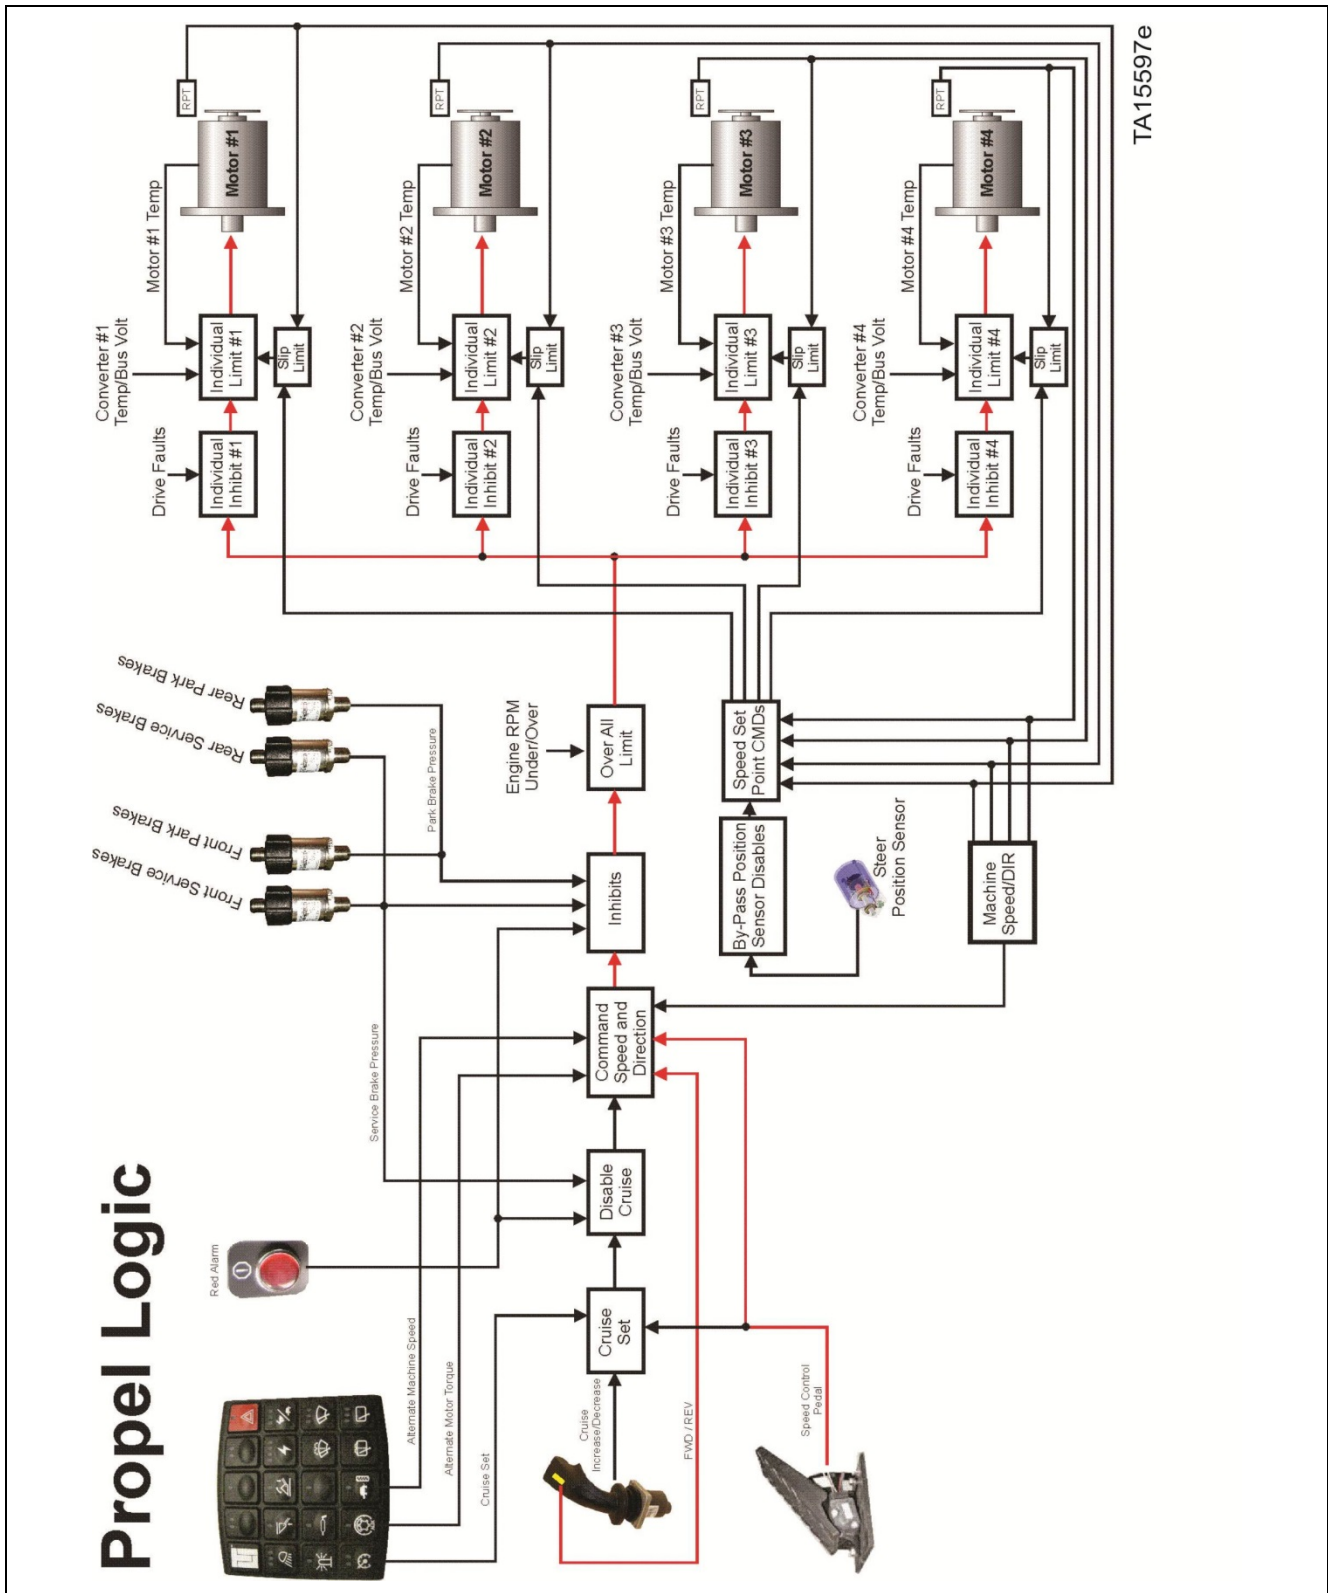 Propel Logic
Red Alarm
Alternate Machine Speed
Alternate Motor Torque
Cruise Set
Cruise
Increase/Decrease
FWD / REV
Speed Control
Pedal
Cruise
Set
Disable
Cruise
Command
Speed and
Direction
Inhibits
Over All
Limit
Engine RPM
Under/Over
Service Brake Pressure
Park Brake Pressure
Front Service Brakes
Front Park Brakes
Rear Service Brakes
Rear Park Brakes
By-Pass Position
Sensor Disables
Steer
Position Sensor
Speed Set
Point CMDs
Machine
Speed/DIR
Drive Faults
Individual
Inhibit #1
Converter #1
Temp/Bus Volt
Individual
Limit #1
Slip
Limit
Motor #1 Temp
Motor #1
RPT
Drive Faults
Individual
Inhibit #2
Converter #2
Temp/Bus Volt
Individual
Limit #2
Slip
Limit
Motor #2 Temp
Motor #2
RPT
Drive Faults
Individual
Inhibit #3
Converter #3
Temp/Bus Volt
Individual
Limit #3
Slip
Limit
Motor #3 Temp
Motor #3
RPT
Drive Faults
Individual
Inhibit #4
Converter #4
Temp/Bus Volt
Individual
Limit #4
Slip
Limit
Motor #4 Temp
Motor #4
RPT
TA15597e